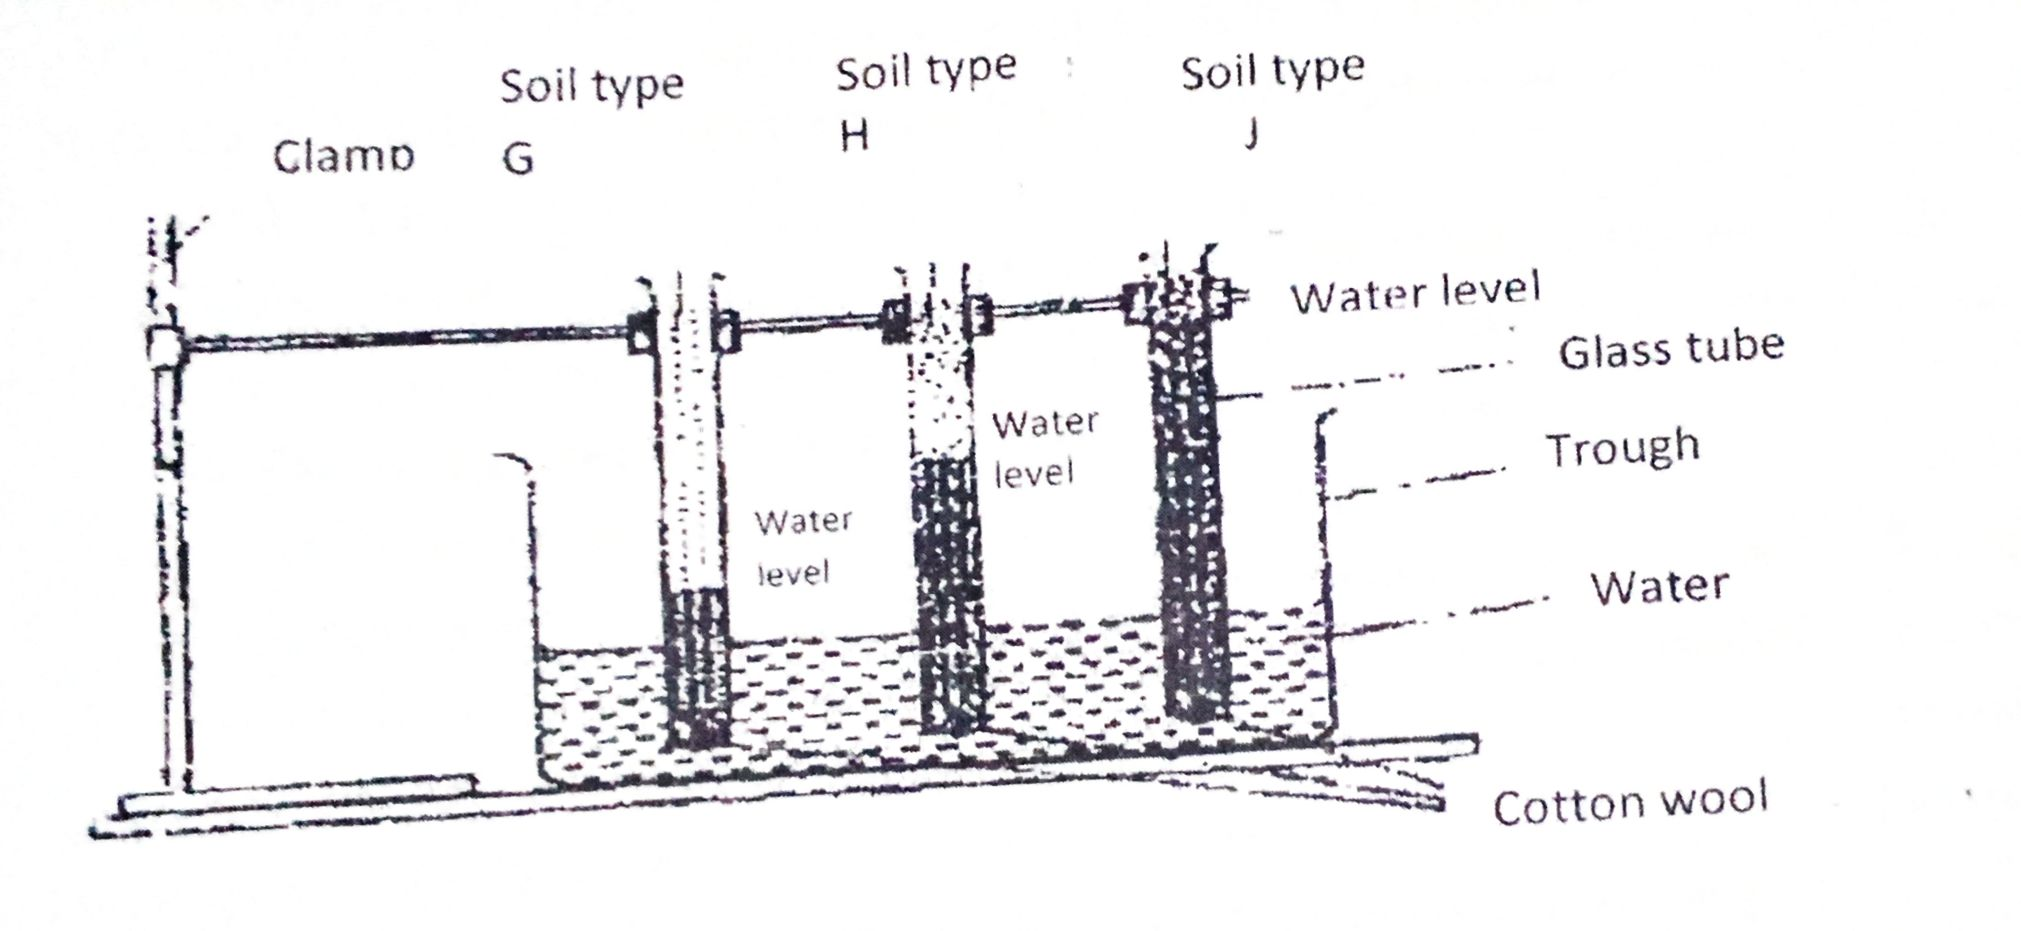 Soil type
G
Soil type
H
Soil type
J
Clamp
Water level
Glass tube
Water
level
Trough
Water
level
Water
Cotton wool